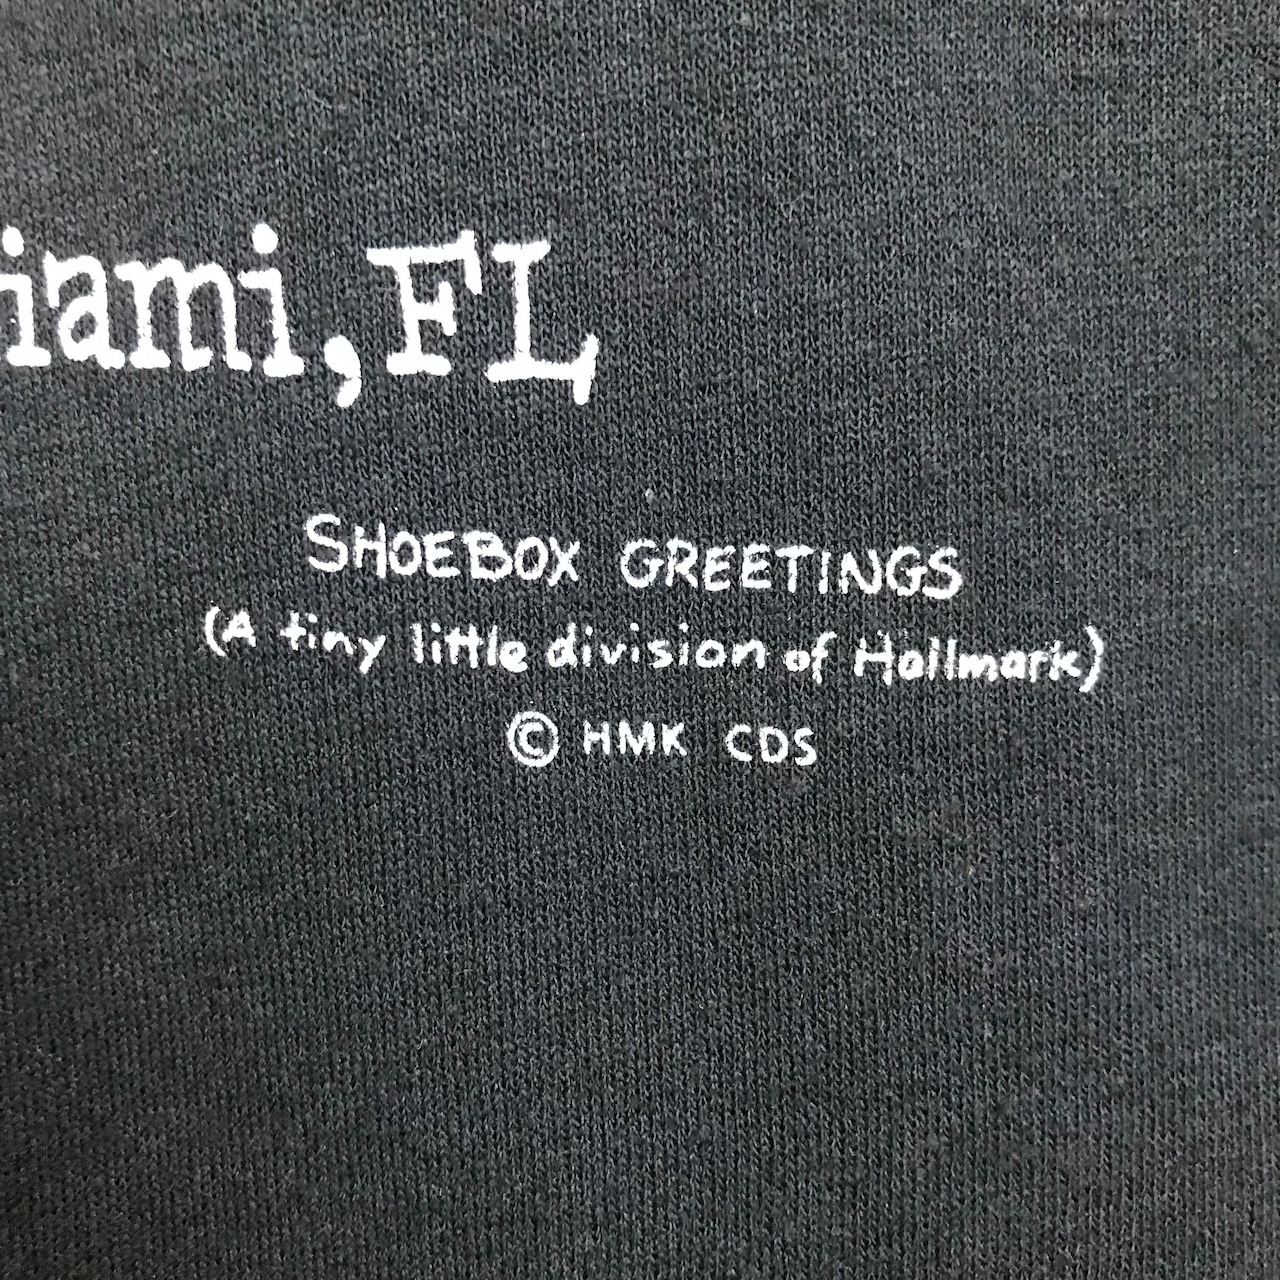 iami, FL
SHOEBOX GREETINGS
(A tiny little division of Hallmark)
© HMK CDS